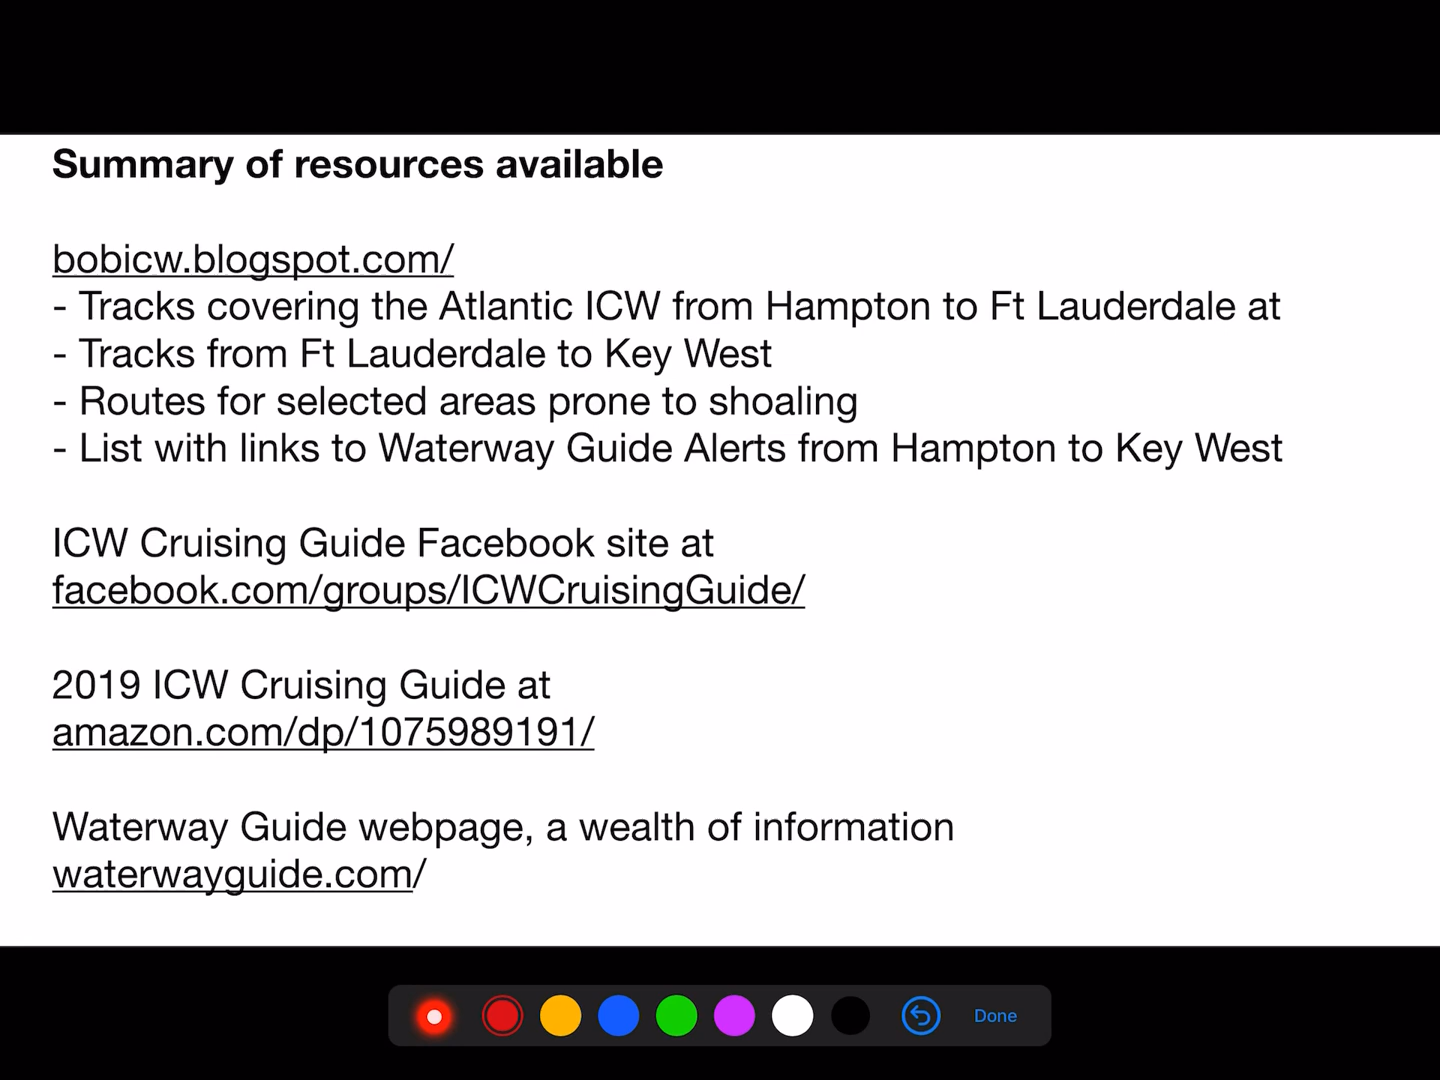 Summary of resources available
bobicw.blogspot.com/
- Tracks covering the Atlantic ICW from Hampton to Ft Lauderdale at
- Tracks from Ft Lauderdale to Key West
- Routes for selected areas prone to shoaling
- List with links to Waterway Guide Alerts from Hampton to Key West
ICW Cruising Guide Facebook site at
facebook.com/groups/ICWCruisingGuide/
2019 ICW Cruising Guide at
amazon.com/dp/1075989191/
Waterway Guide webpage, a wealth of information
waterwayguide.com/
Done